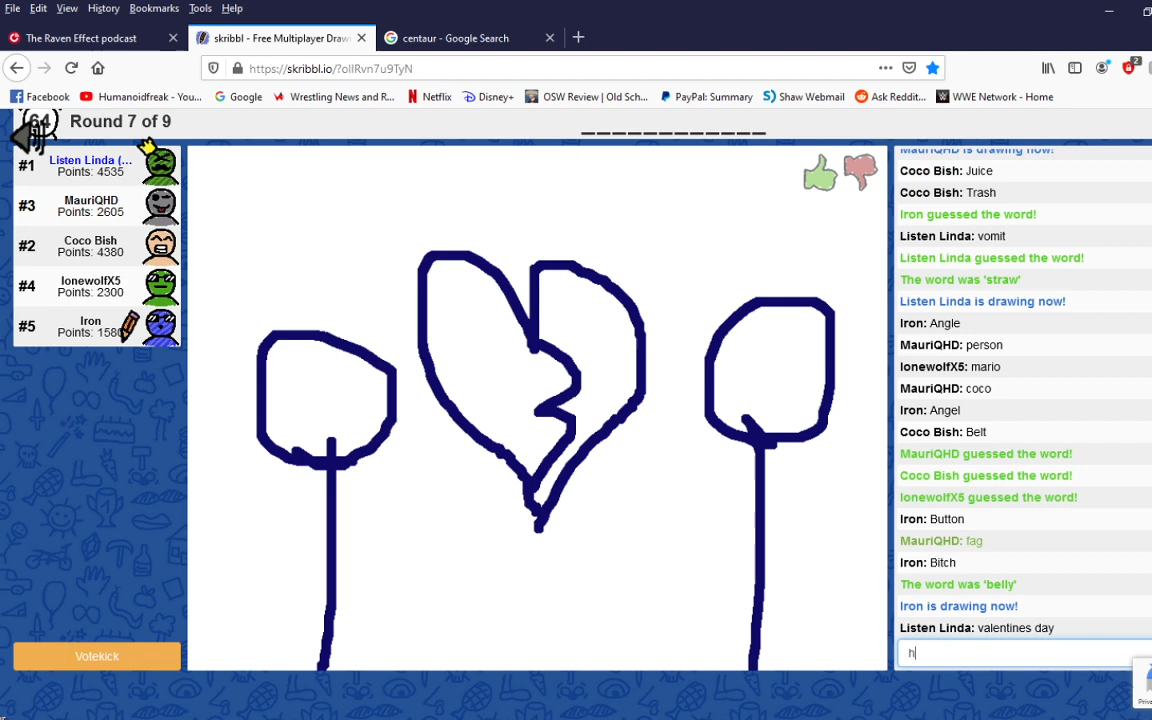 File Edit View History Bookmarks Tools Help
The Raven Effect podcast
skribbl - Free Multiplayer Draw
centaur - Google Search
https://skribbl.io/?olIRvn7u9TyN
2
Facebook
Humanoidfreak - You...
Google
Wrestling News and R...
Netflix
Disney+
OSW Review | Old Sch...
PayPal: Summary
Shaw Webmail
Ask Reddit...
WWE Network - Home
64
Round 7 of 9
____________
#1 Listen Linda (...
Points: 4535
#3 MauriQHD
Points: 2605
#2 Coco Bish
Points: 4380
#4 lonewolfX5
Points: 2300
#5 Iron
Points: 1580
Votekick
MauriQHD is drawing now!
Coco Bish: Juice
Coco Bish: Trash
Iron guessed the word!
Listen Linda: vomit
Listen Linda guessed the word!
The word was 'straw'
Listen Linda is drawing now!
Iron: Angle
MauriQHD: person
lonewolfX5: mario
MauriQHD: coco
Iron: Angel
Coco Bish: Belt
MauriQHD guessed the word!
Coco Bish guessed the word!
lonewolfX5 guessed the word!
Iron: Button
MauriQHD: fag
Iron: Bitch
The word was 'belly'
Iron is drawing now!
Listen Linda: valentines day
h